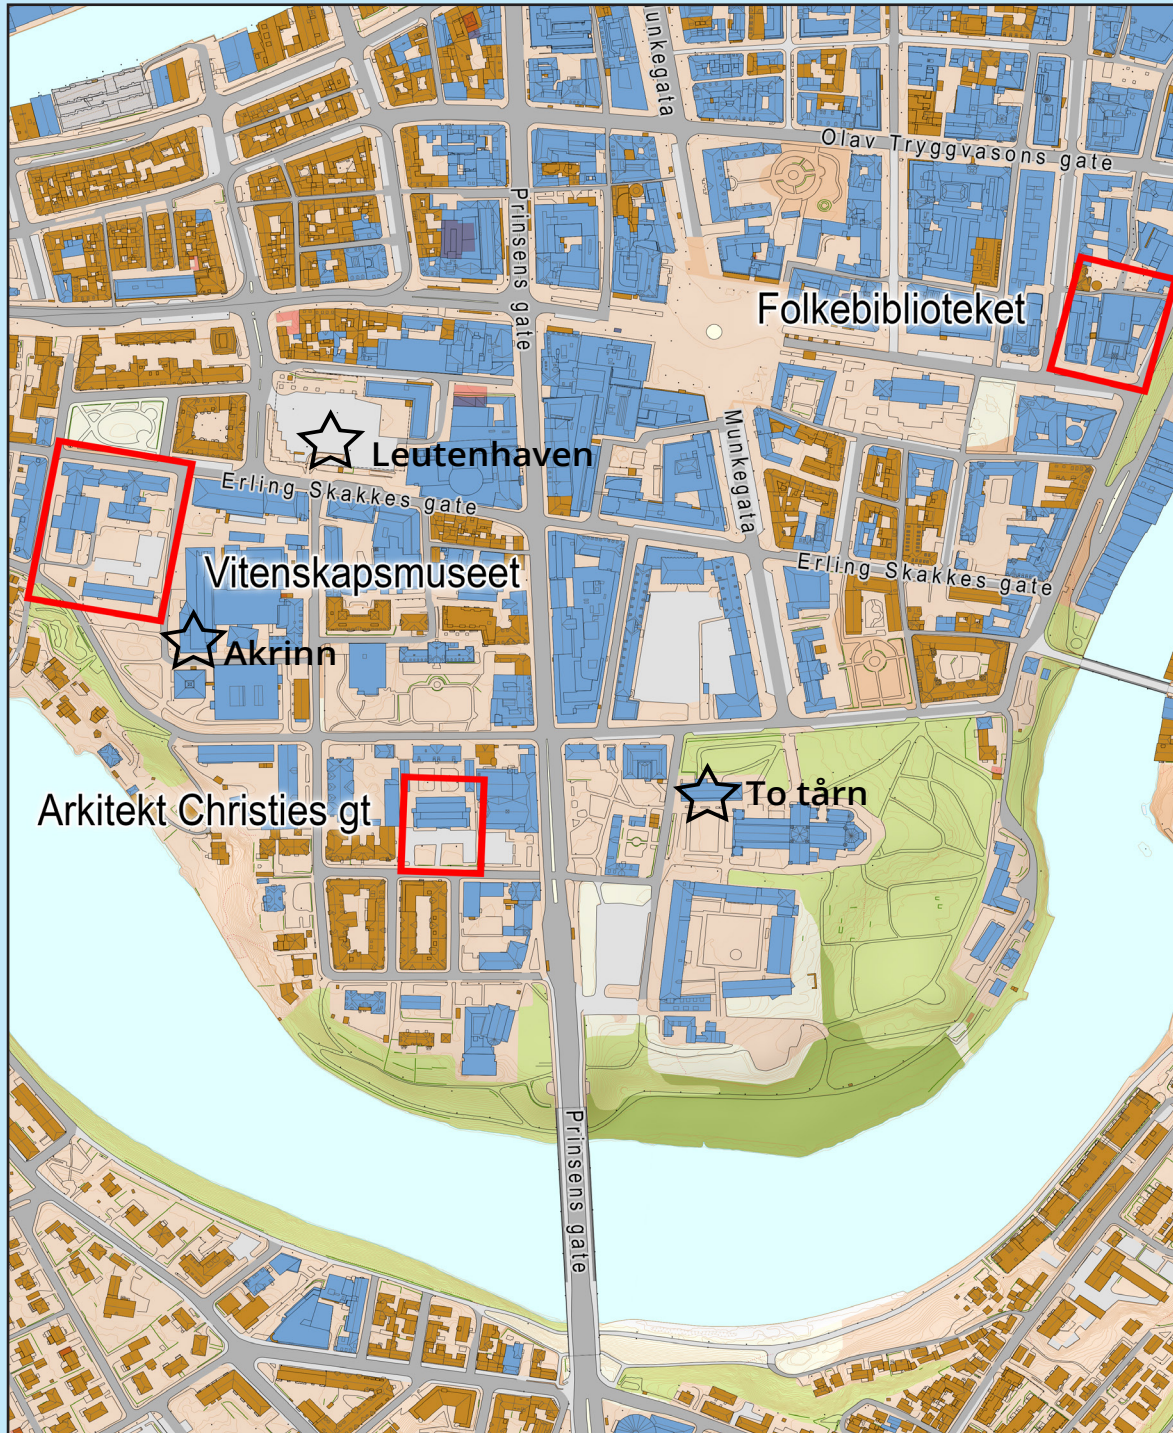 Munkegata
Olav Tryggvasons gate
Prinsens gate
Folkebiblioteket
Leutenhaven
Munkegata
Erling Skakkes gate
Vitenskapsmuseet
Erling Skakkes gate
Akrinn
To tårn
Arkitekt Christies gt
Prinsens gate